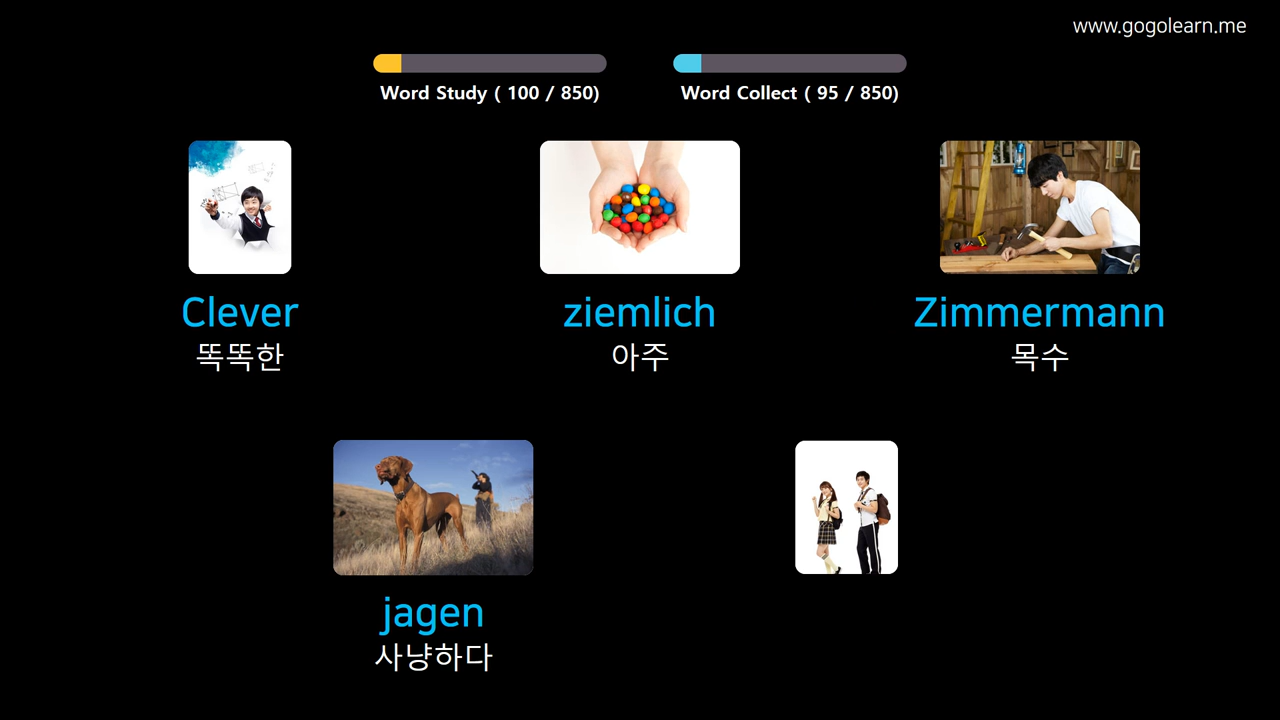 www.gogolearn.me
Word Study ( 100 / 850)
Word Collect ( 95 / 850)
Clever
똑똑한
ziemlich
아주
Zimmermann
목수
jagen
사냥하다